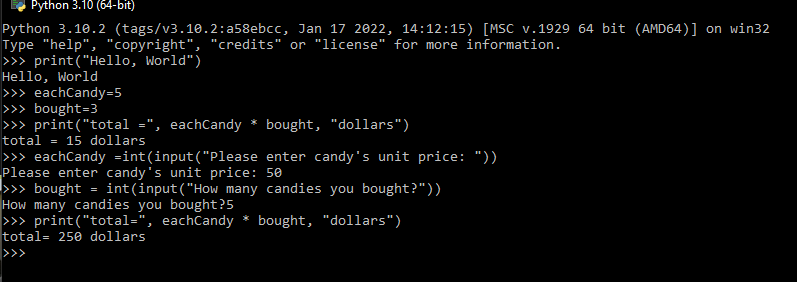 Python 3.10 (64-bit)
Python 3.10.2 (tags/v3.10.2:a58ebcc, Jan 17 2022, 14:12:15) [MSC v.1929 64 bit (AMD64)] on win32
Type "help", "copyright", "credits" or "license" for more information.
>>> print("Hello, World")
Hello, World
>>> eachCandy=5
>>> bought=3
>>> print("total =", eachCandy * bought, "dollars")
total = 15 dollars
>>> eachCandy =int(input("Please enter candy's unit price: "))
Please enter candy's unit price: 50
>>> bought = int(input("How many candies you bought?"))
How many candies you bought?5
>>> print("total=", eachCandy * bought, "dollars")
total= 250 dollars
>>>